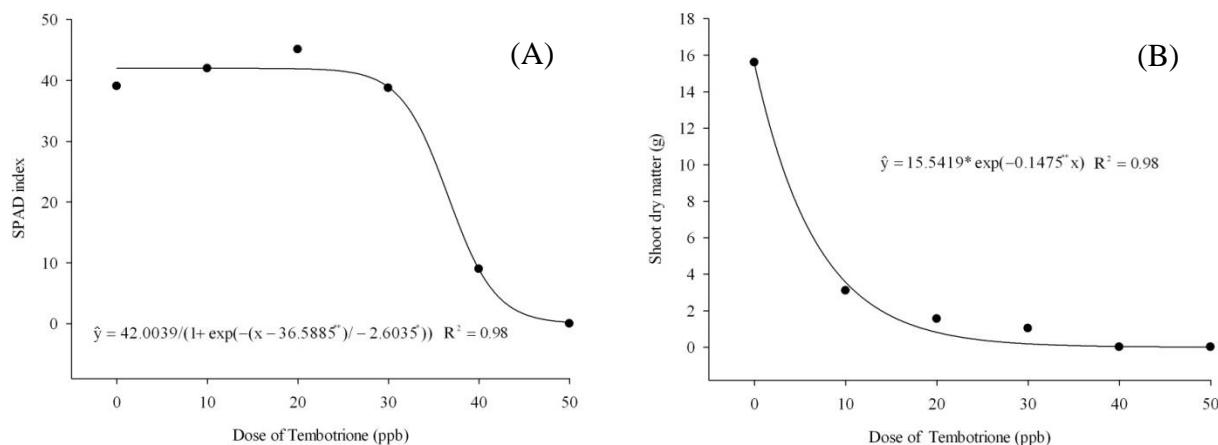 (A)
SPAD index
50
40
30
20
10
0
ŷ = 42.0039/(1+ exp(−(x − 36.5885**)/ − 2.6035*)) R² = 0.98
0 10 20 30 40 50
Dose of Tembotrione (ppb)
(B)
Shoot dry matter (g)
18
16
14
12
10
8
6
4
2
0
ŷ = 15.5419* exp(−0.1475**x) R² = 0.98
0 10 20 30 40 50
Dose of Tembotrione (ppb)